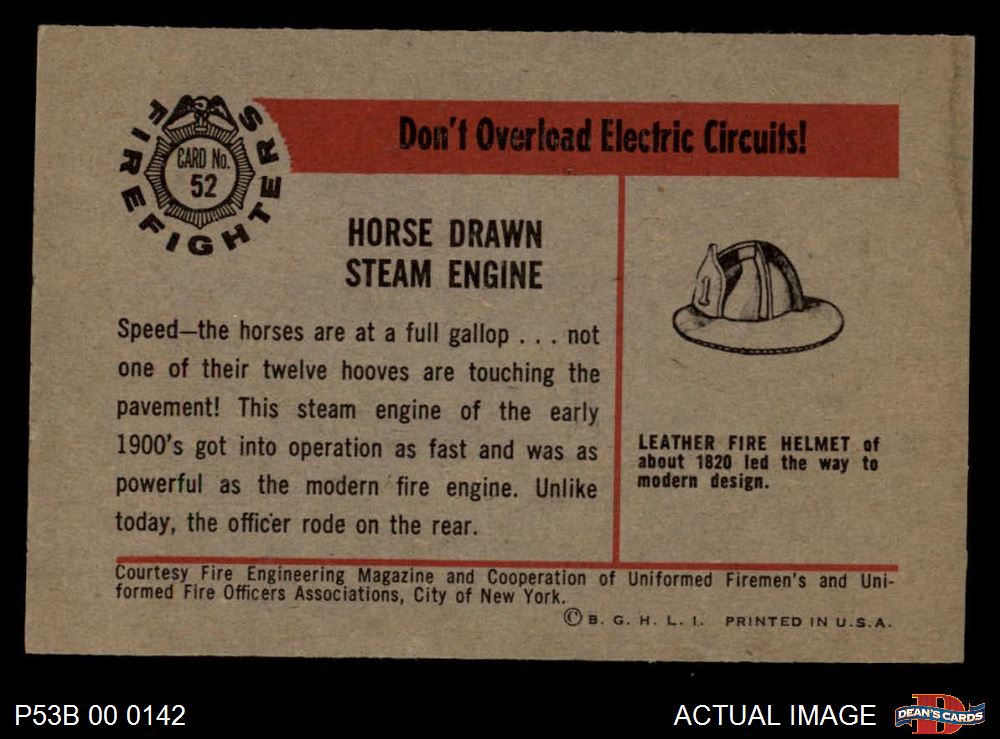 FIREFIGHTERS
CARD No.
52
Don't Overload Electric Circuits!
HORSE DRAWN
STEAM ENGINE
Speed—the horses are at a full gallop . . . not
one of their twelve hooves are touching the
pavement! This steam engine of the early
1900's got into operation as fast and was as
powerful as the modern fire engine. Unlike
today, the officer rode on the rear.
1
LEATHER FIRE HELMET of
about 1820 led the way to
modern design.
Courtesy Fire Engineering Magazine and Cooperation of Uniformed Firemen's and Uni-
formed Fire Officers Associations, City of New York.
© B. G. H. L. I. PRINTED IN U.S.A.
P53B 00 0142
ACTUAL IMAGE
D
DEAN'S CARDS